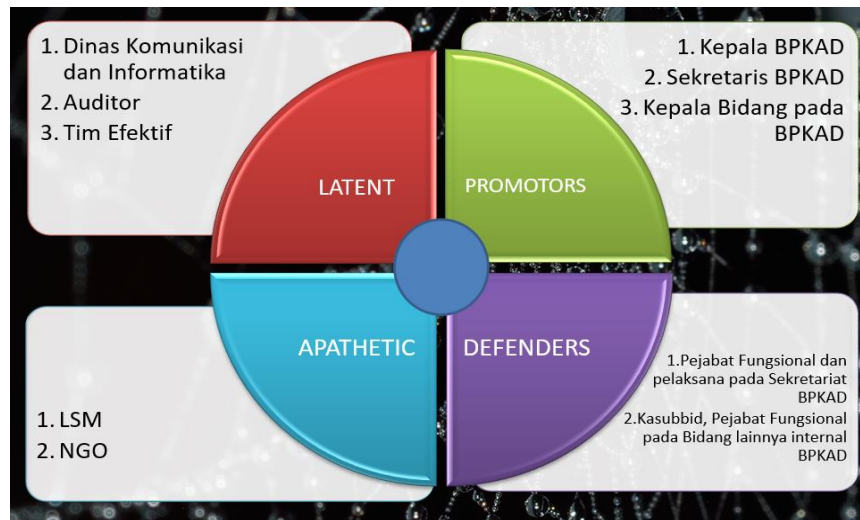 1. Dinas Komunikasi
dan Informatika
2. Auditor
3. Tim Efektif
LATENT
1. Kepala BPKAD
2. Sekretaris BPKAD
3. Kepala Bidang pada
BPKAD
PROMOTORS
APATHETIC
1. LSM
2. NGO
DEFENDERS
1.Pejabat Fungsional dan
pelaksana pada Sekretariat
BPKAD
2.Kasubbid, Pejabat Fungsional
pada Bidang lainnya internal
BPKAD